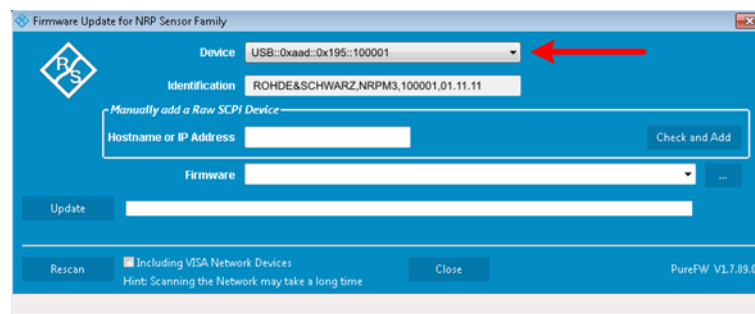 Firmware Update for NRP Sensor Family
R&S
Device USB::0xaad::0x195::100001
Identification ROHDE&SCHWARZ,NRPM3,100001,01.11.11
Manually add a Raw SCPI Device
Hostname or IP Address Check and Add
Firmware ...
Update
Rescan Including VISA Network Devices Close PureFW V1.7.89.0
Hint: Scanning the Network may take a long time